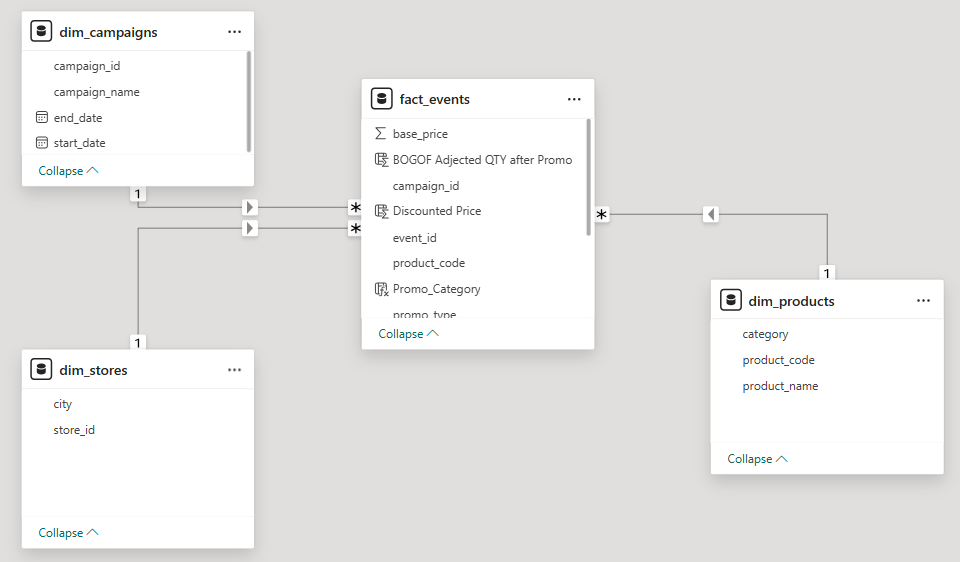 dim_campaigns
campaign_id
campaign_name
end_date
start_date
Collapse
1
fact_events
base_price
BOGOF Adjected QTY after Promo
campaign_id
Discounted Price
event_id
product_code
Promo_Category
promo_type
Collapse
*
*
*
1
dim_stores
city
store_id
Collapse
1
dim_products
category
product_code
product_name
Collapse